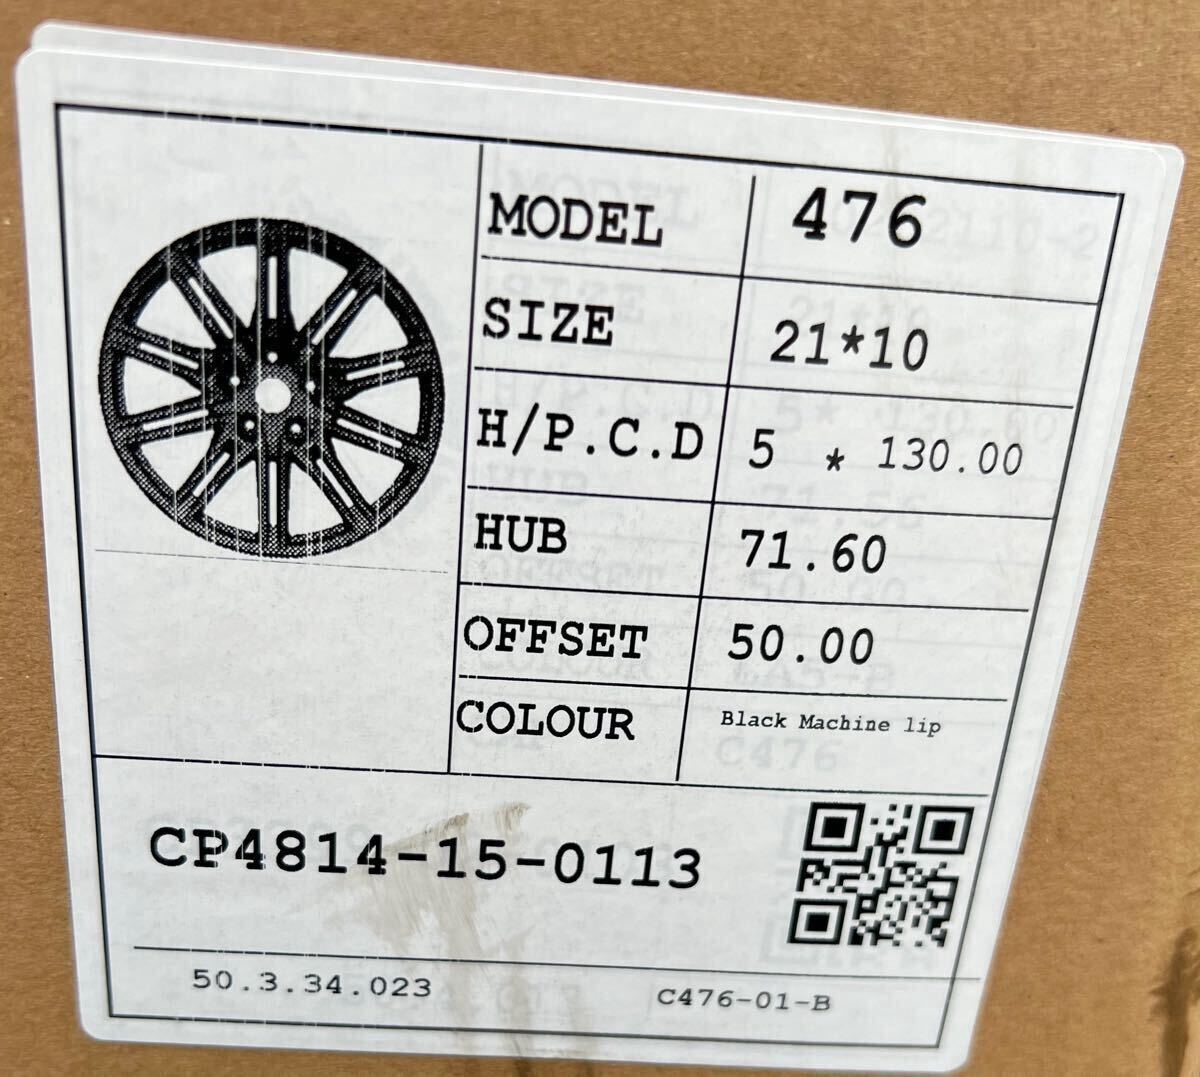 MODEL 476
SIZE 21*10
H/P.C.D 5 * 130.00
HUB 71.60
OFFSET 50.00
COLOUR Black Machine lip
CP4814-15-0113
50.3.34.023 C476-01-B